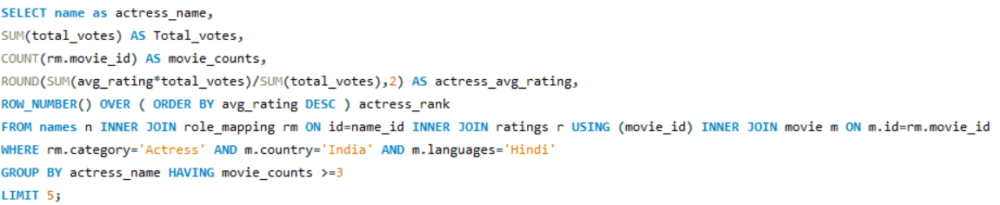 SELECT name as actress_name,
SUM(total_votes) AS Total_votes,
COUNT(rm.movie_id) AS movie_counts,
ROUND(SUM(avg_rating*total_votes)/SUM(total_votes),2) AS actress_avg_rating,
ROW_NUMBER() OVER ( ORDER BY avg_rating DESC ) actress_rank
FROM names n INNER JOIN role_mapping rm ON id=name_id INNER JOIN ratings r USING (movie_id) INNER JOIN movie m ON m.id=rm.movie_id
WHERE rm.category='Actress' AND m.country='India' AND m.languages='Hindi'
GROUP BY actress_name HAVING movie_counts >=3
LIMIT 5;